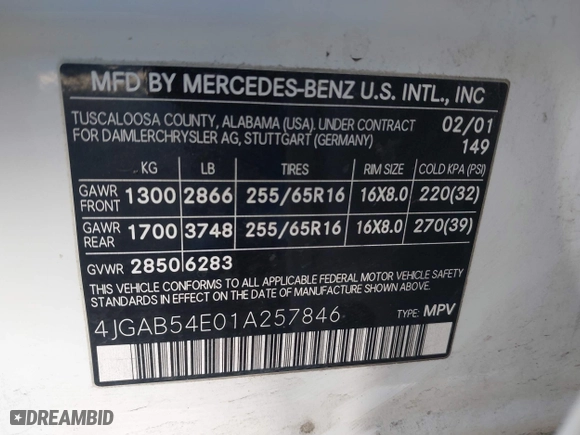 MFD BY MERCEDES-BENZ U.S. INTL., INC
TUSCALOOSA COUNTY, ALABAMA (USA). UNDER CONTRACT
FOR DAIMLERCHRYSLER AG, STUTTGART (GERMANY)
02/01
149
KG LB TIRES RIM SIZE COLD KPA (PSI)
GAWR FRONT 1300 2866 255/65R16 16X8.0 220(32)
GAWR REAR 1700 3748 255/65R16 16X8.0 270(39)
GVWR 2850 6283
THIS VEHICLE CONFORMS TO ALL APPLICABLE FEDERAL MOTOR VEHICLE SAFETY
STANDARDS IN EFFECT ON THE DATE OF MANUFACTURE SHOWN ABOVE.
4JGAB54E01A257846 TYPE: MPV
DREAMBID